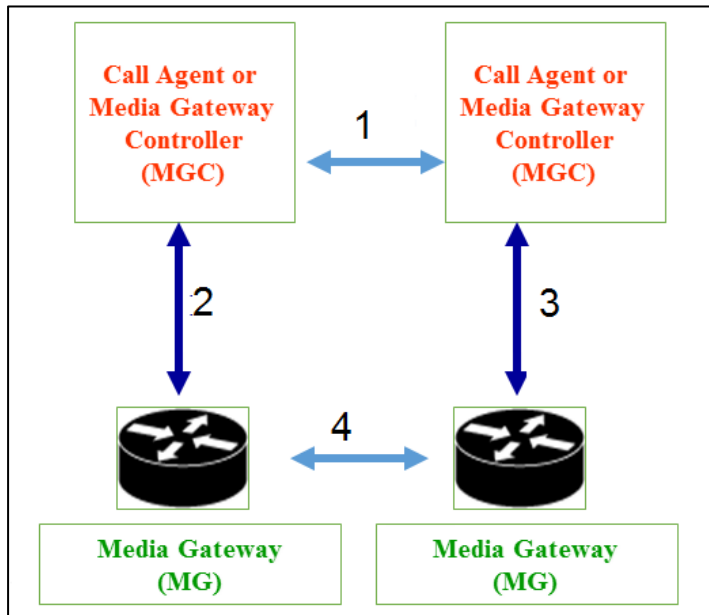 Call Agent or
Media Gateway
Controller
(MGC)
Call Agent or
Media Gateway
Controller
(MGC)
1
2
3
4
Media Gateway
(MG)
Media Gateway
(MG)